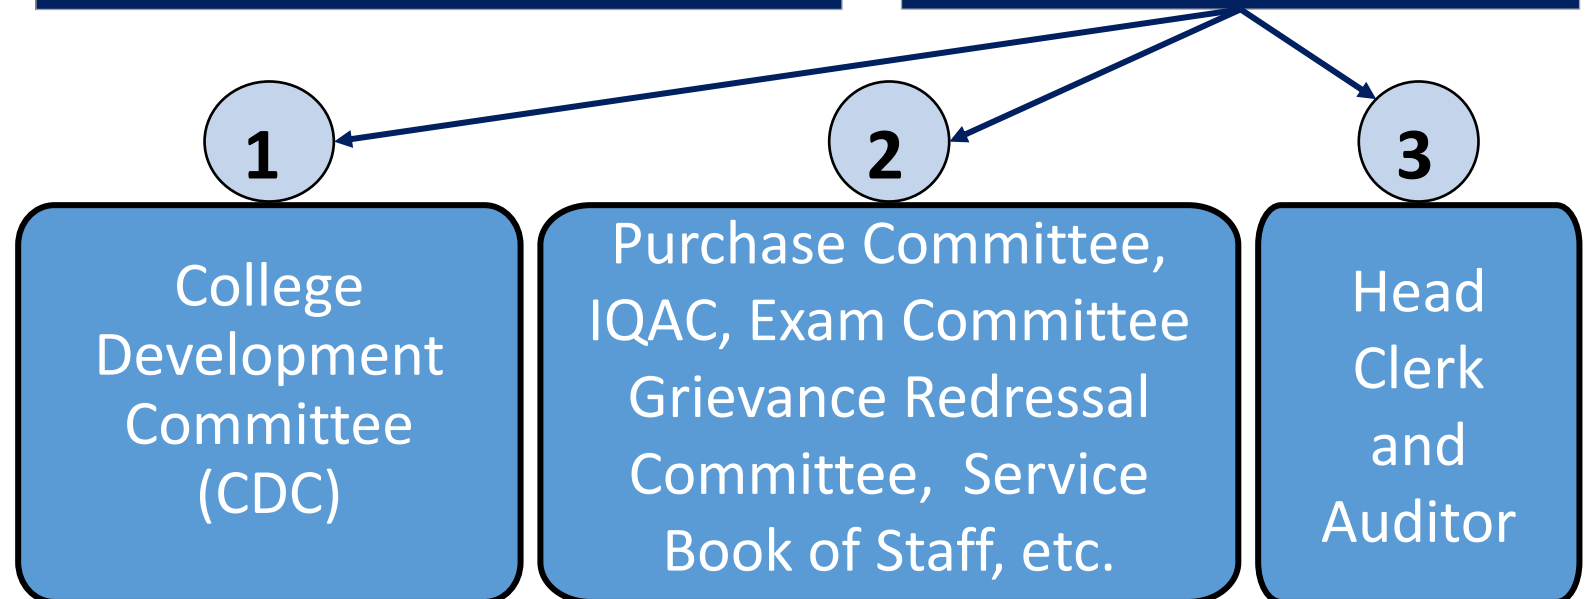 1
2
3
College
Development
Committee
(CDC)
Purchase Committee,
IQAC, Exam Committee
Grievance Redressal
Committee,  Service
Book of Staff, etc.
Head
Clerk
and
Auditor